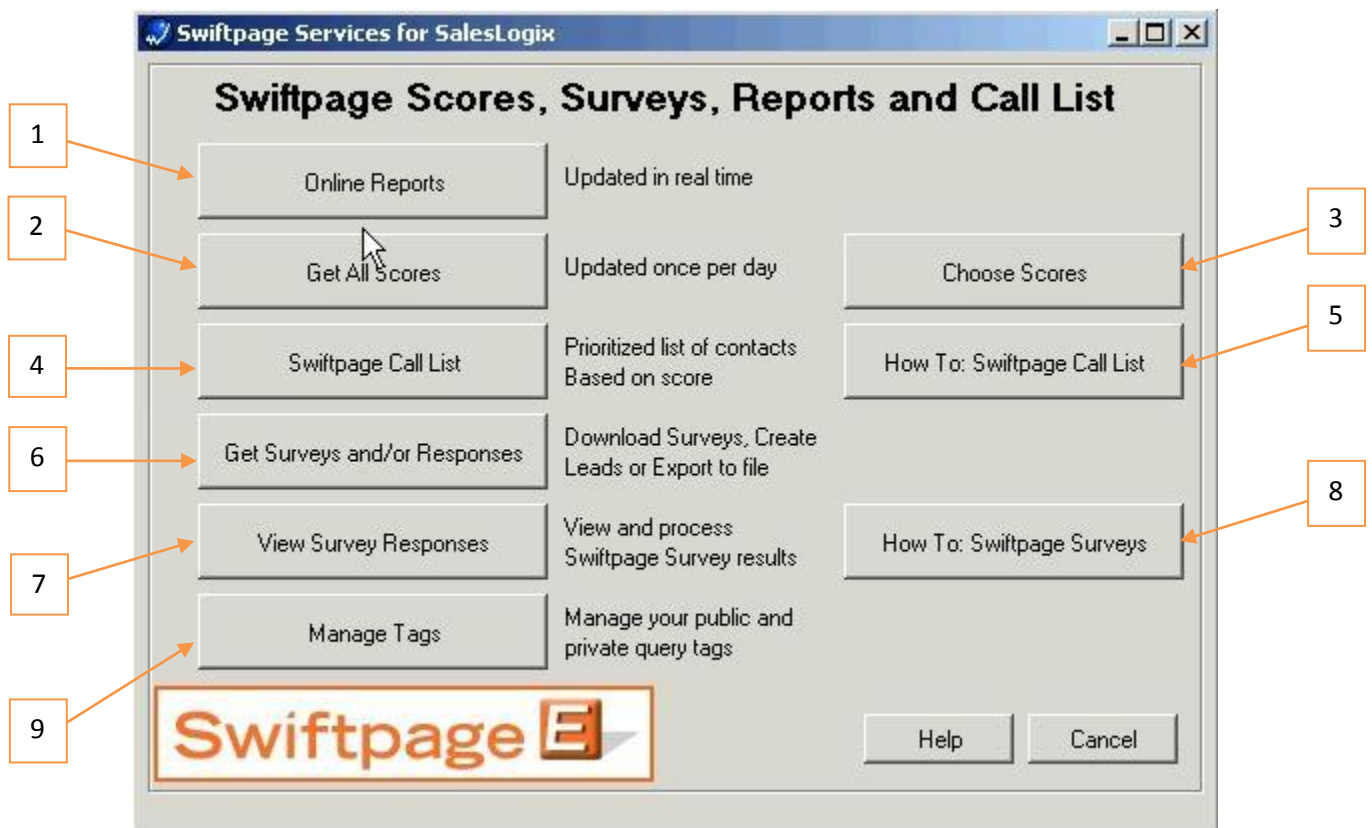 Swiftpage Services for SalesLogix
Swiftpage Scores, Surveys, Reports and Call List
1
Online Reports
Updated in real time
2
Get All Scores
Updated once per day
Choose Scores
3
4
Swiftpage Call List
Prioritized list of contacts
Based on score
How To: Swiftpage Call List
5
6
Get Surveys and/or Responses
Download Surveys, Create
Leads or Export to file
7
View Survey Responses
View and process
Swiftpage Survey results
How To: Swiftpage Surveys
8
9
Manage Tags
Manage your public and
private query tags
Swiftpage E
Help
Cancel